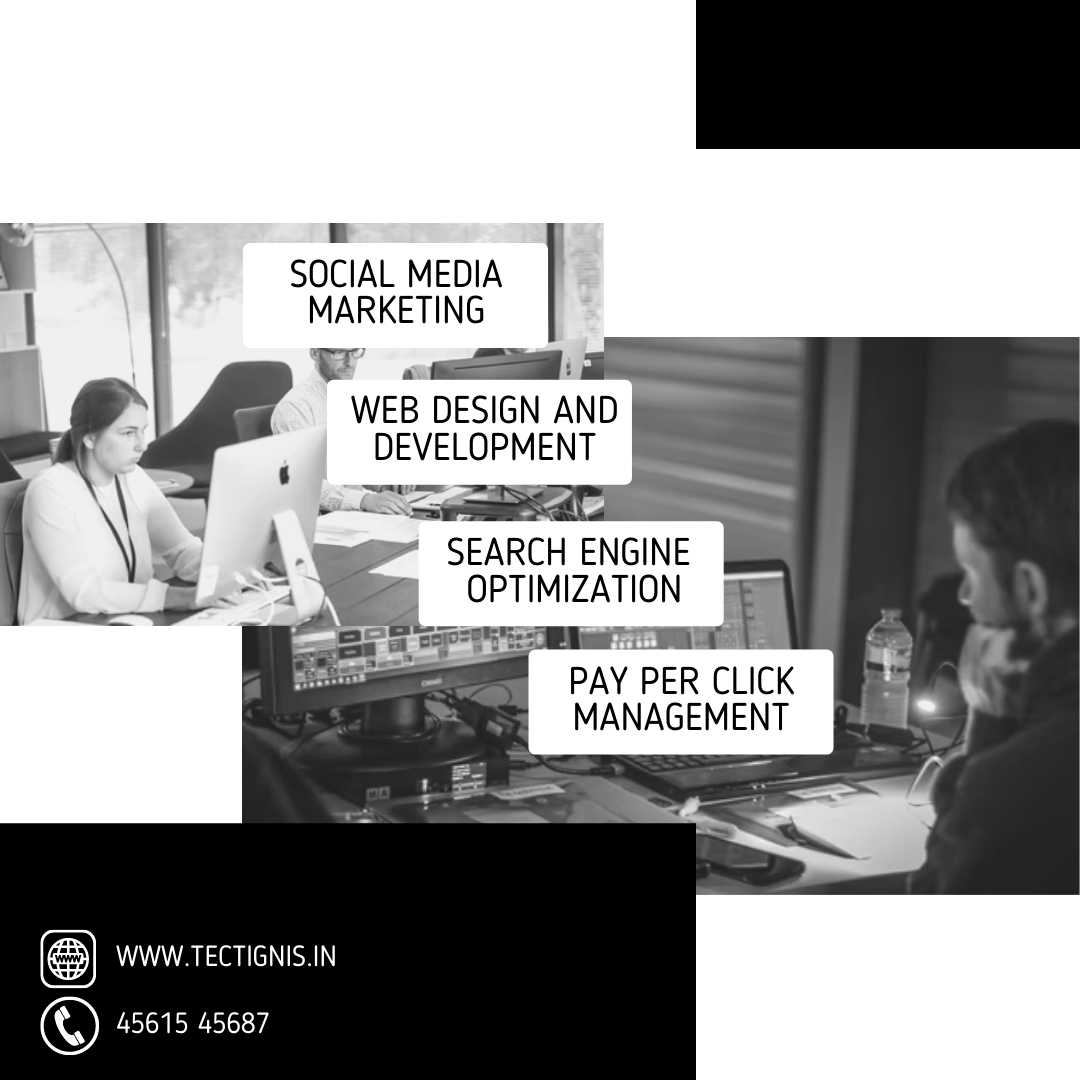 SOCIAL MEDIA
MARKETING
WEB DESIGN AND
DEVELOPMENT
SEARCH ENGINE
OPTIMIZATION
PAY PER CLICK
MANAGEMENT
WWW
WWW.TECTIGNIS.IN
45615 45687